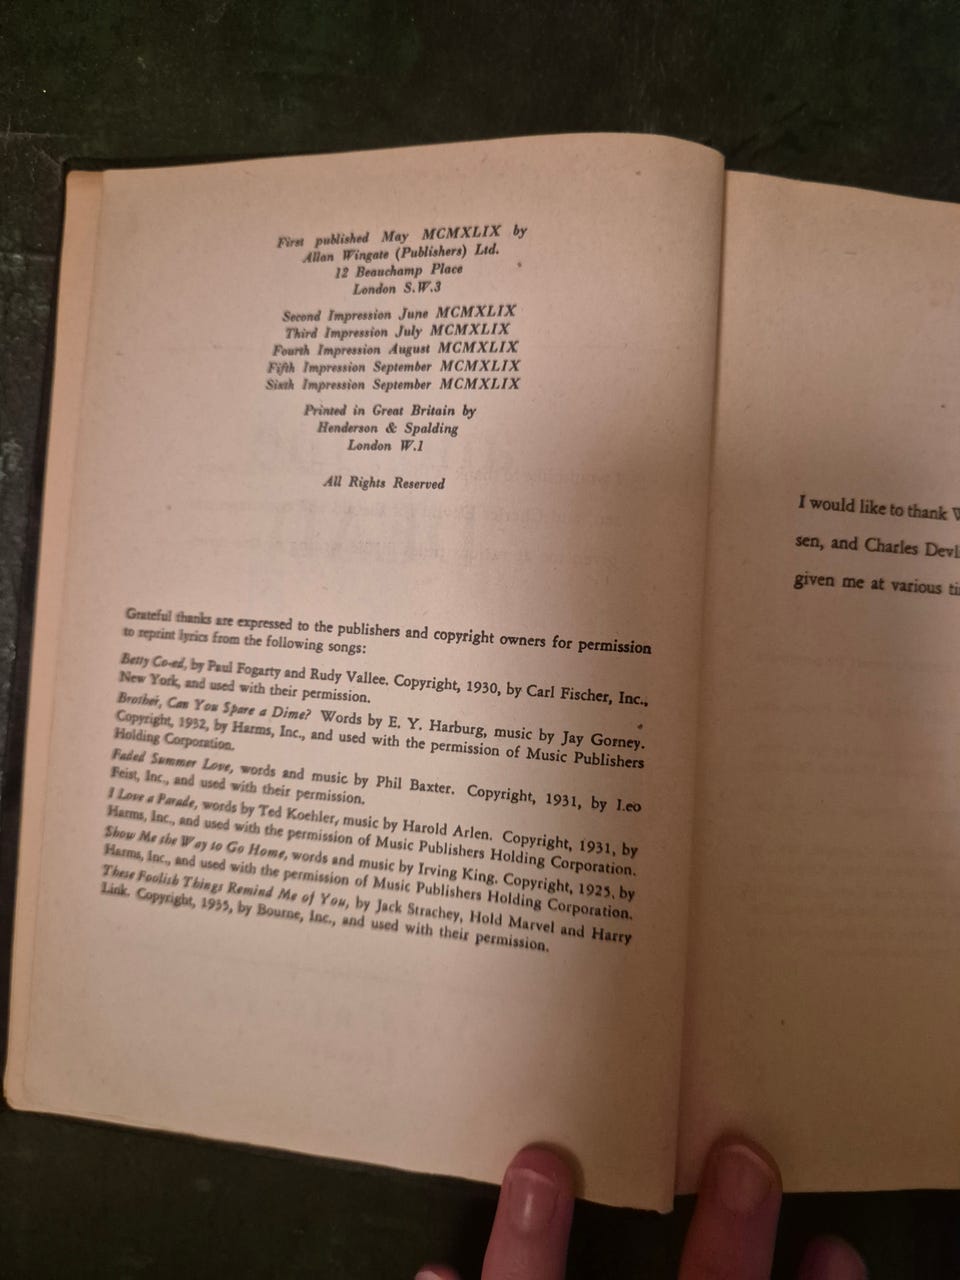 First published May MCMXLIX by
Allan Wingate (Publishers) Ltd.
12 Beauchamp Place
London S.W.3
Second Impression June MCMXLIX
Third Impression July MCMXLIX
Fourth Impression August MCMXLIX
Fifth Impression September MCMXLIX
Sixth Impression September MCMXLIX
Printed in Great Britain by
Henderson & Spalding
London W.1
All Rights Reserved
Grateful thanks are expressed to the publishers and copyright owners for permission
to reprint lyrics from the following songs:
Betty Co-ed, by Paul Fogarty and Rudy Vallee. Copyright, 1930, by Carl Fischer, Inc.,
New York, and used with their permission.
Brother, Can You Spare a Dime? Words by E. Y. Harburg, music by Jay Gorney.
Copyright, 1932, by Harms, Inc., and used with the permission of Music Publishers
Holding Corporation.
Faded Summer Love, words and music by Phil Baxter. Copyright, 1931, by Leo
Feist, Inc., and used with their permission.
I Love a Parade, words by Ted Koehler, music by Harold Arlen. Copyright, 1931, by
Harms, Inc., and used with the permission of Music Publishers Holding Corporation.
Show Me the Way to Go Home, words and music by Irving King. Copyright, 1925, by
Harms, Inc., and used with the permission of Music Publishers Holding Corporation.
These Foolish Things Remind Me of You, by Jack Strachey, Hold Marvel and Harry
Link. Copyright, 1935, by Bourne, Inc., and used with their permission.
I would like to thank
sen, and Charles Devl
given me at various ti